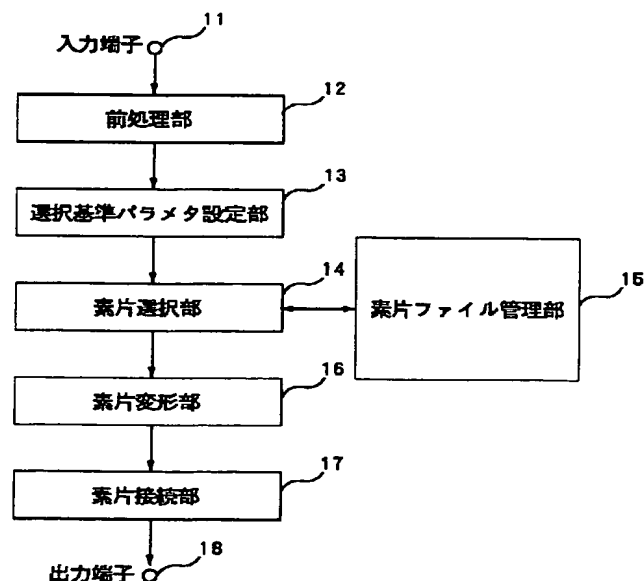 11
入力端子
12
前処理部
13
選択基準パラメタ設定部
14
素片選択部
15
素片ファイル管理部
16
素片変形部
17
素片接続部
18
出力端子